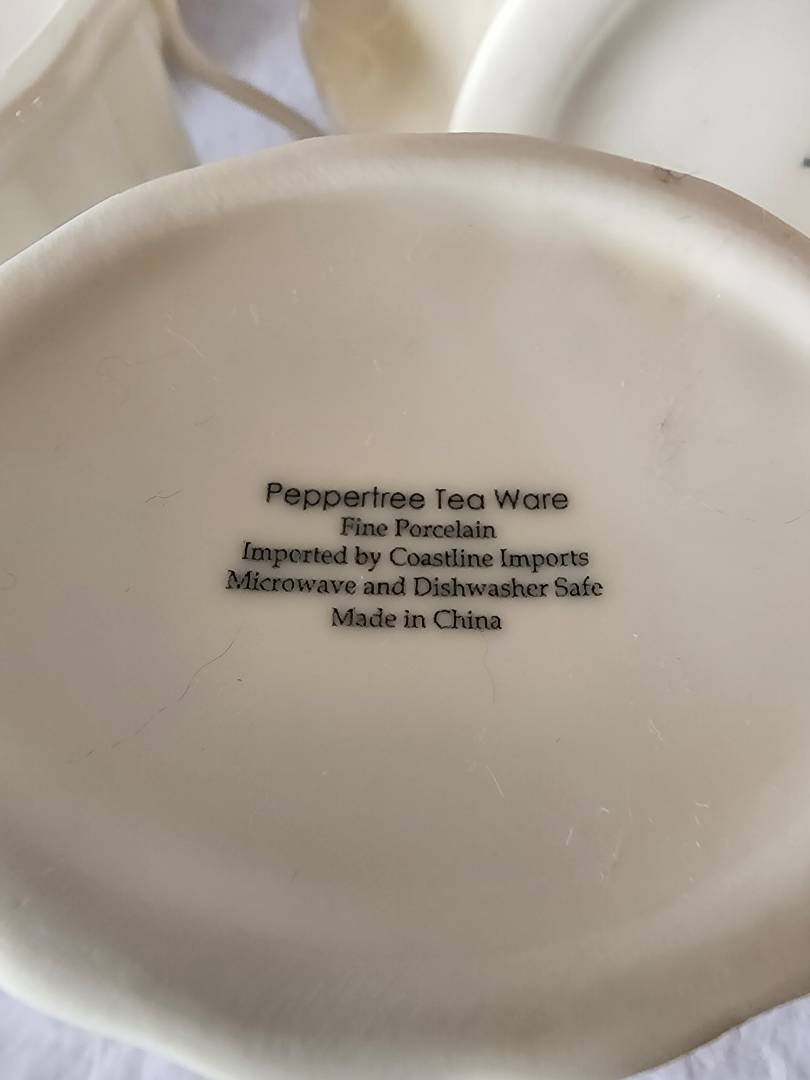 Peppertree Tea Ware
Fine Porcelain
Imported by Coastline Imports
Microwave and Dishwasher Safe
Made in China